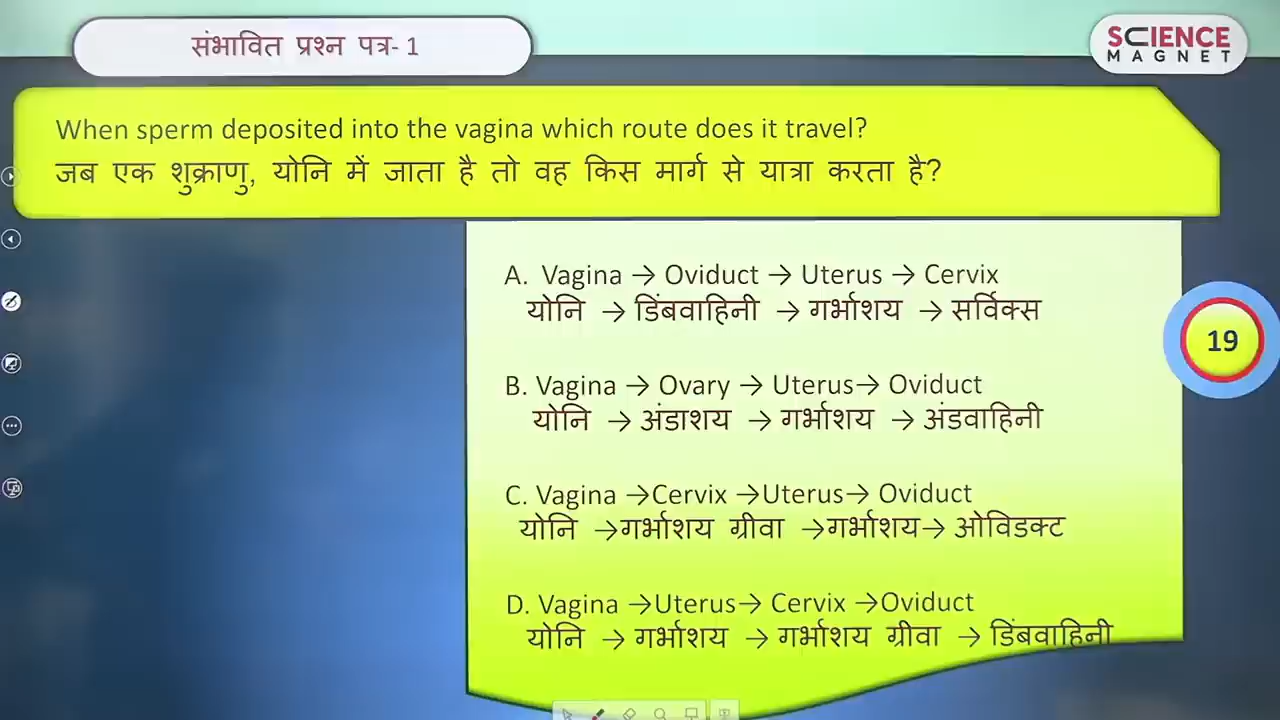 संभावित प्रश्न पत्र- 1
SCIENCE
MAGNET
When sperm deposited into the vagina which route does it travel?
जब एक शुक्राणु, योनि में जाता है तो वह किस मार्ग से यात्रा करता है?
A. Vagina → Oviduct → Uterus → Cervix
योनि → डिंबवाहिनी → गर्भाशय → सर्विक्स
19
B. Vagina → Ovary → Uterus→ Oviduct
योनि → अंडाशय → गर्भाशय → अंडवाहिनी
C. Vagina →Cervix →Uterus→ Oviduct
योनि →गर्भाशय ग्रीवा →गर्भाशय→ ओविडक्ट
D. Vagina →Uterus→ Cervix →Oviduct
योनि → गर्भाशय → गर्भाशय ग्रीवा → डिंबवाहिनी